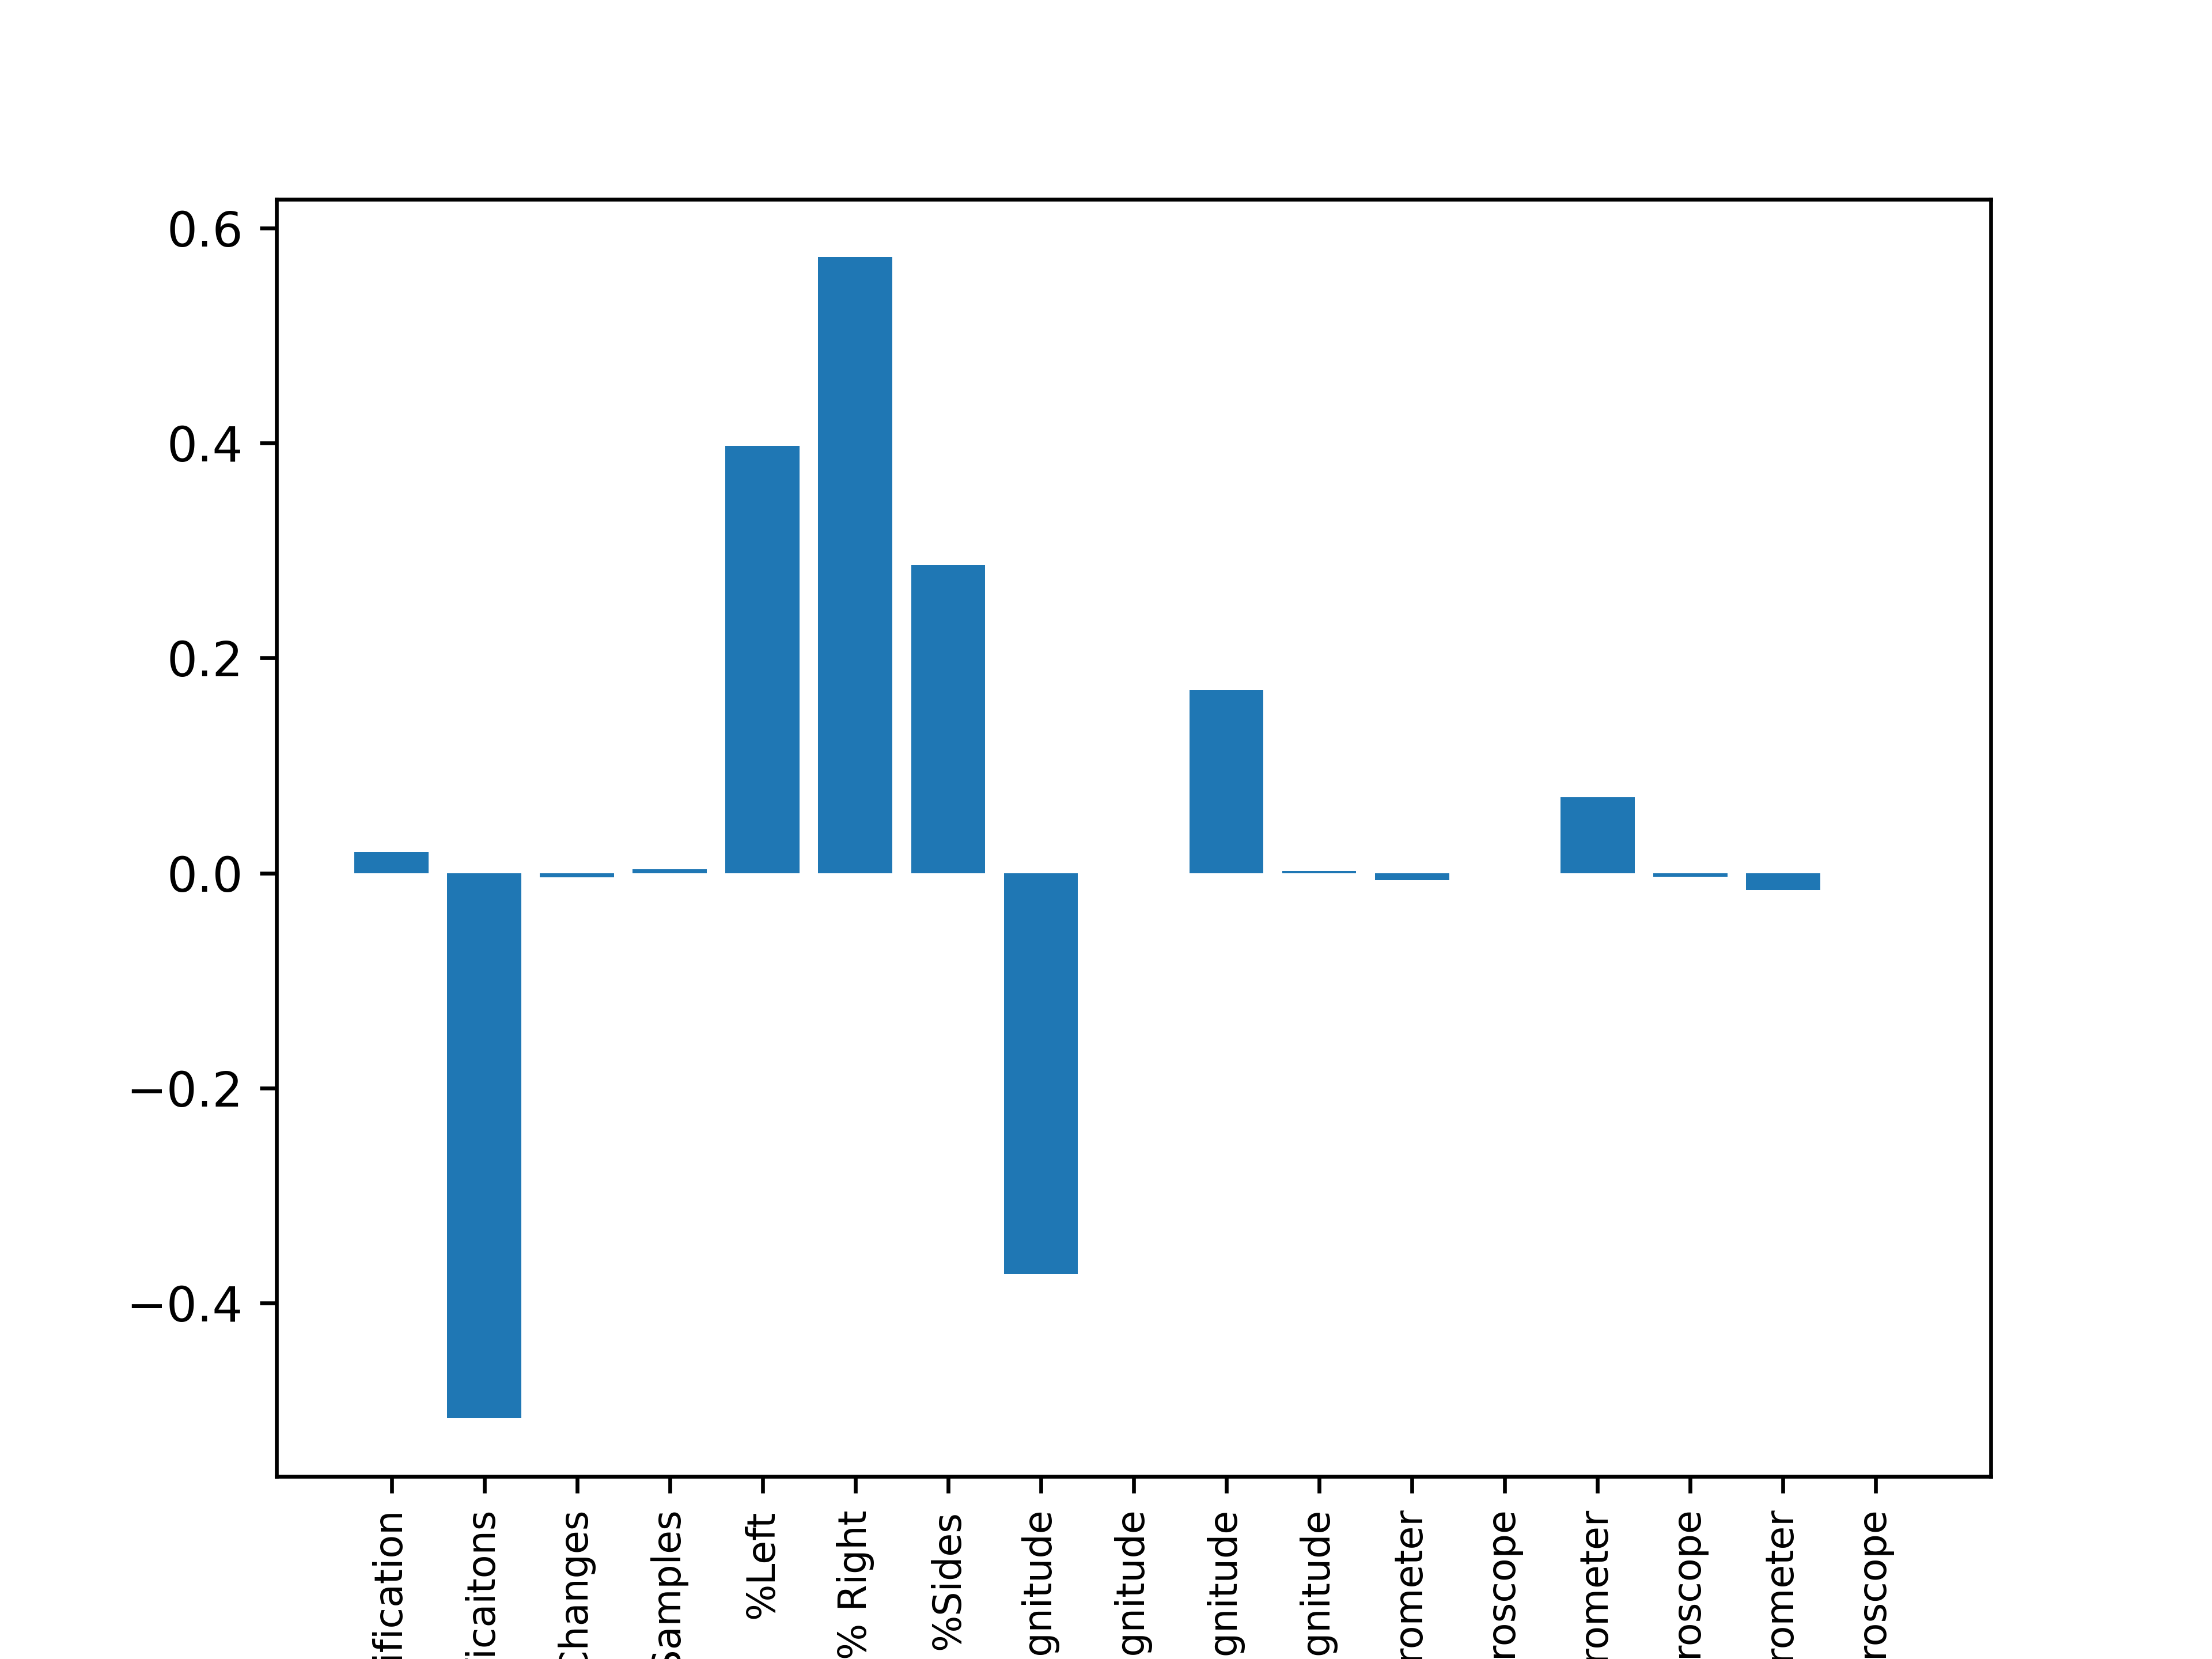 0.6
0.4
0.2
0.0
−0.2
−0.4
ification
icaitons
Changes
Samples
%Left
% Right
%Sides
gnitude
gnitude
gnitude
gnitude
rometer
roscope
rometer
roscope
rometer
roscope